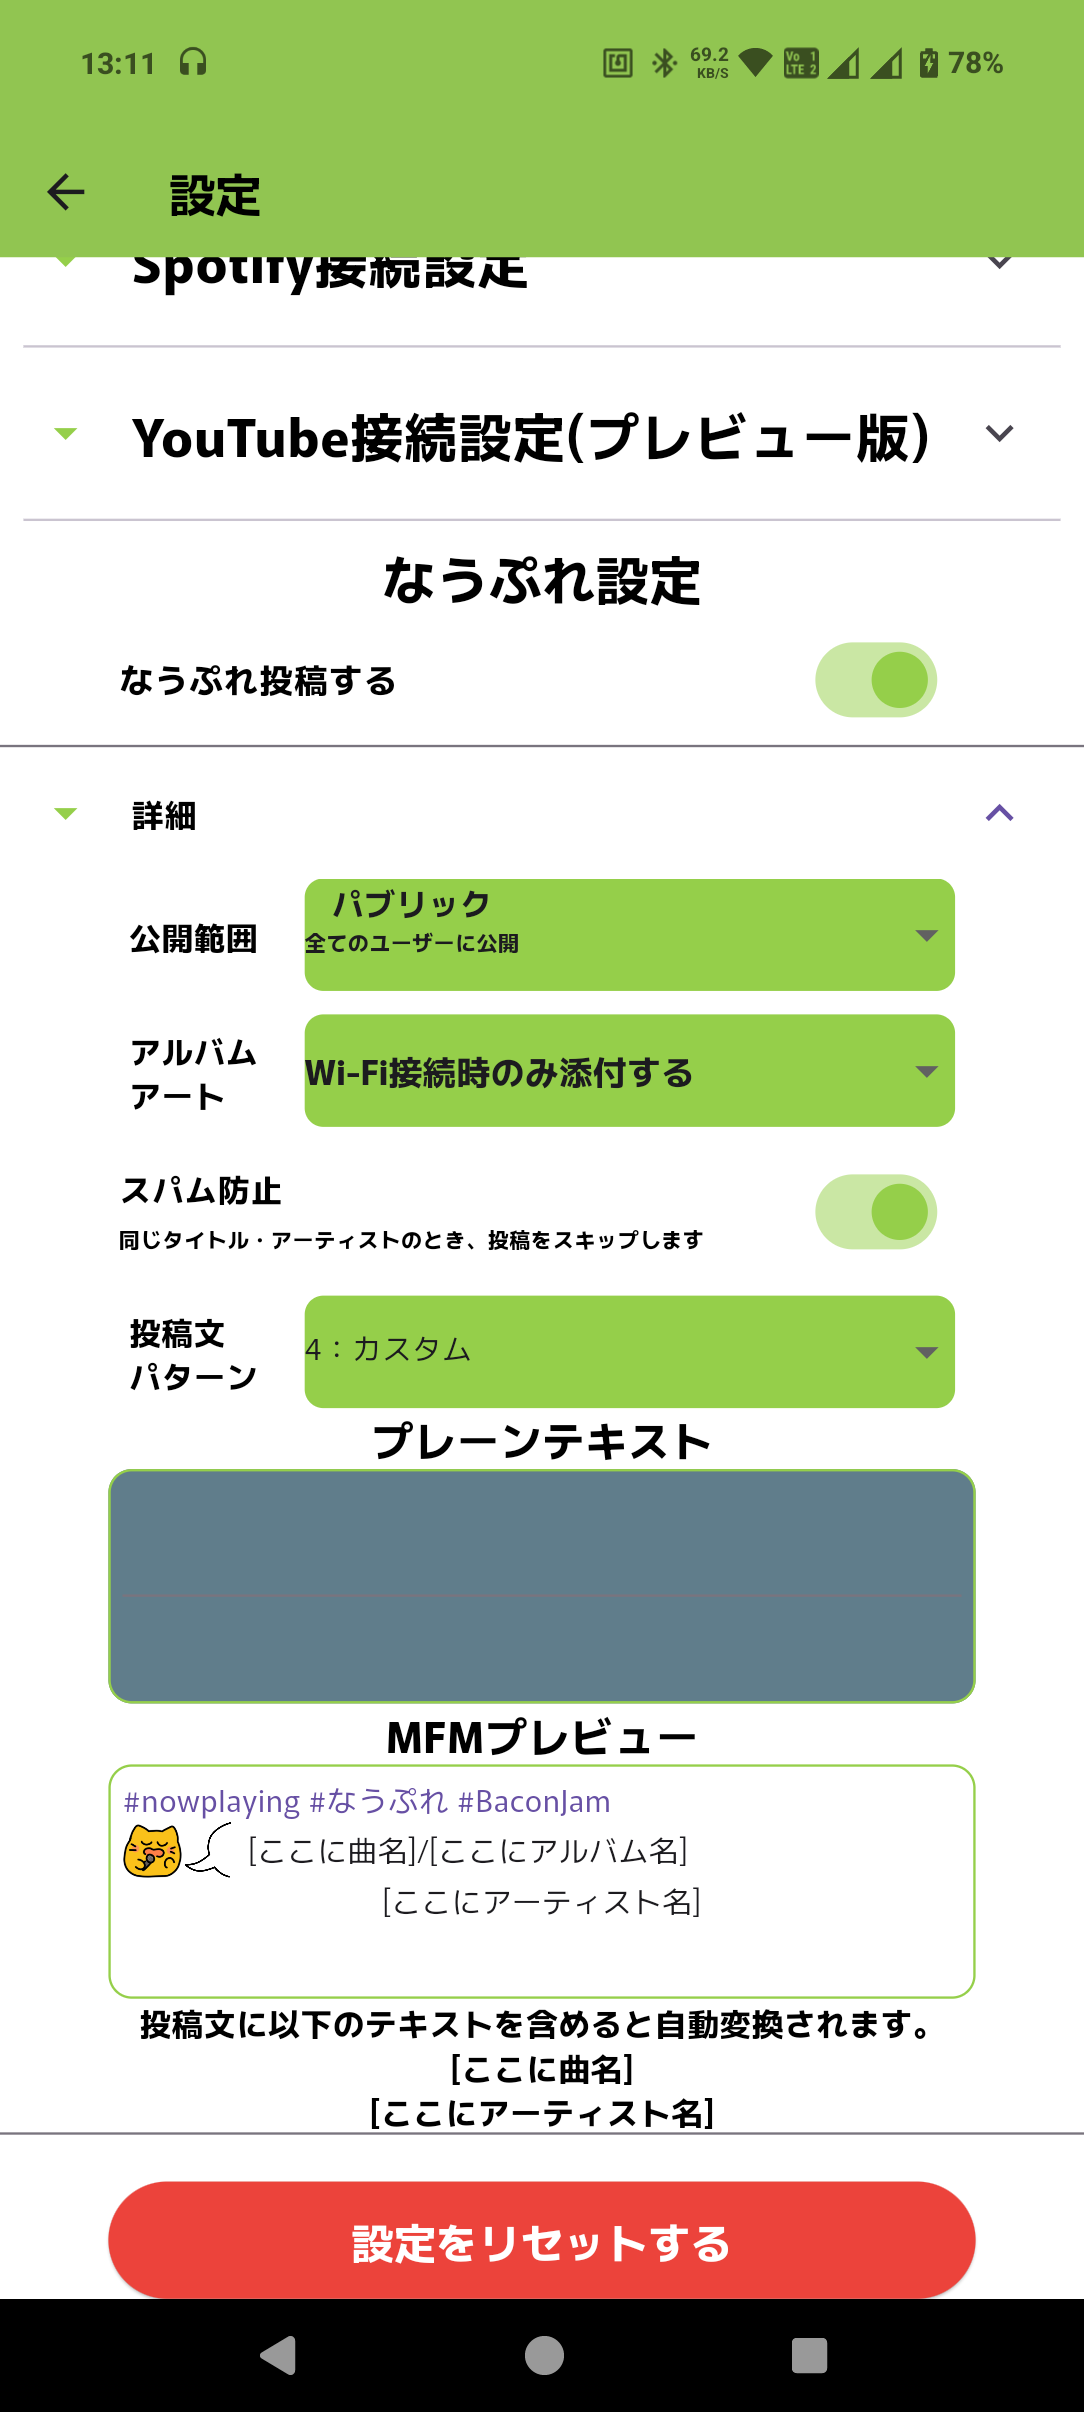 13:11
69.2
KB/S
Vo 1
LTE 2
78%
設定
Spotify接続設定
YouTube接続設定(プレビュー版)
なうぷれ設定
なうぷれ投稿する
詳細
公開範囲
パブリック
全てのユーザーに公開
アルバム
アート
Wi-Fi接続時のみ添付する
スパム防止
同じタイトル・アーティストのとき、投稿をスキップします
投稿文
パターン
4：カスタム
プレーンテキスト
MFMプレビュー
#nowplaying #なうぷれ #BaconJam
[ここに曲名]/[ここにアルバム名]
[ここにアーティスト名]
投稿文に以下のテキストを含めると自動変換されます。
[ここに曲名]
[ここにアーティスト名]
設定をリセットする